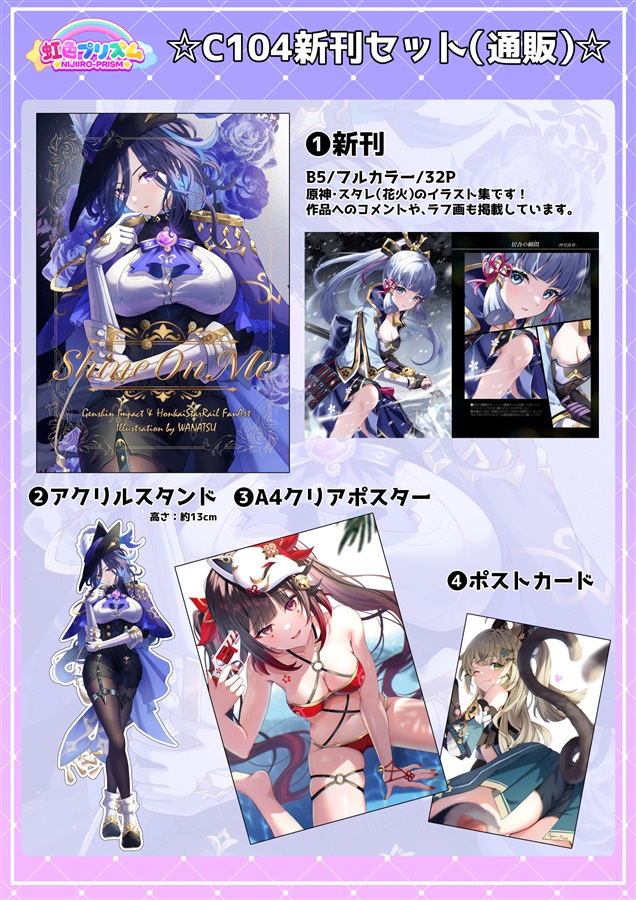 虹色プリズム
NIJIIRO-PRISM
☆C104新刊セット(通販)☆
❶新刊
B5/フルカラー/32P
原神・スタレ(花火)のイラスト集です！
作品へのコメントや、ラフ画も掲載しています。
Shine On Me
Genshin Impact & HonkaiStarRail FanArt
Illustration by WANATSU
居合の瞬間
❷アクリルスタンド
高さ：約13cm
❸A4クリアポスター
❹ポストカード